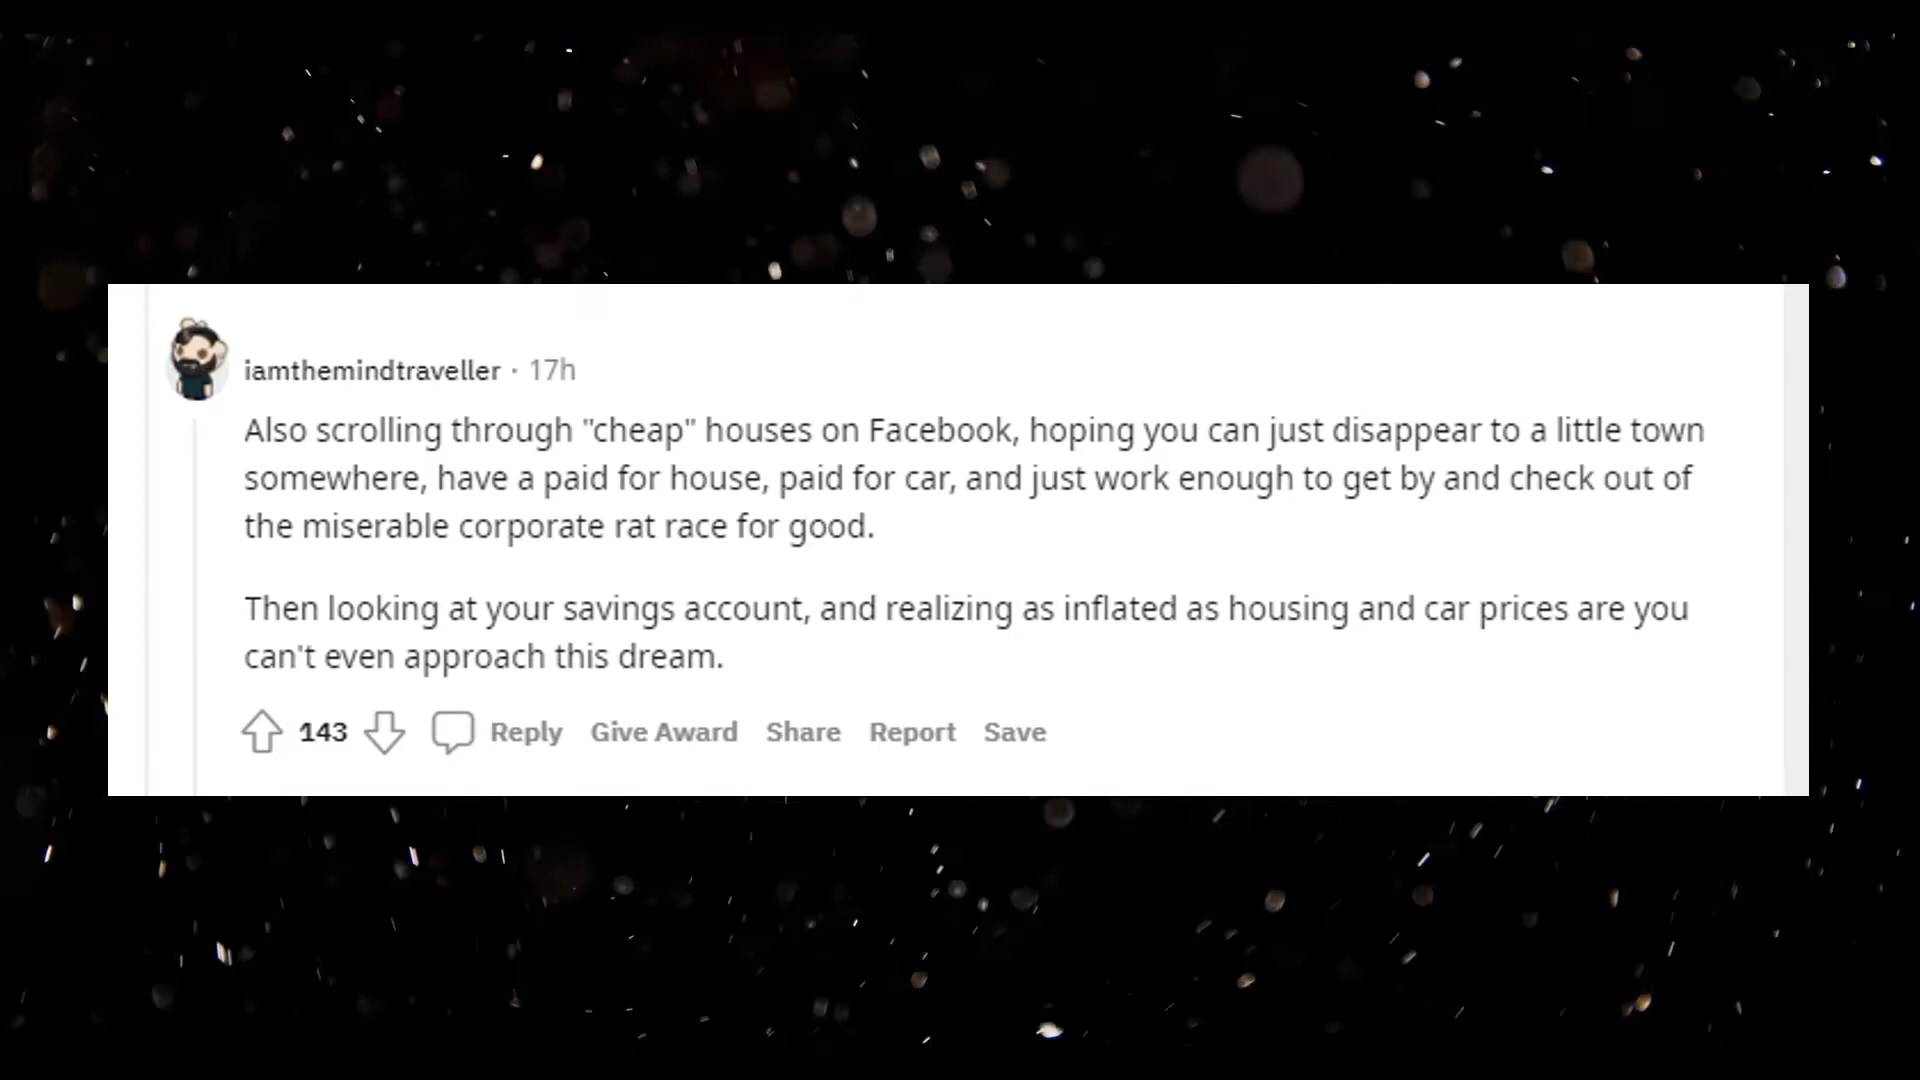 iamthemindtraveller · 17h
Also scrolling through "cheap" houses on Facebook, hoping you can just disappear to a little town
somewhere, have a paid for house, paid for car, and just work enough to get by and check out of
the miserable corporate rat race for good.
Then looking at your savings account, and realizing as inflated as housing and car prices are you
can't even approach this dream.
143 Reply Give Award Share Report Save